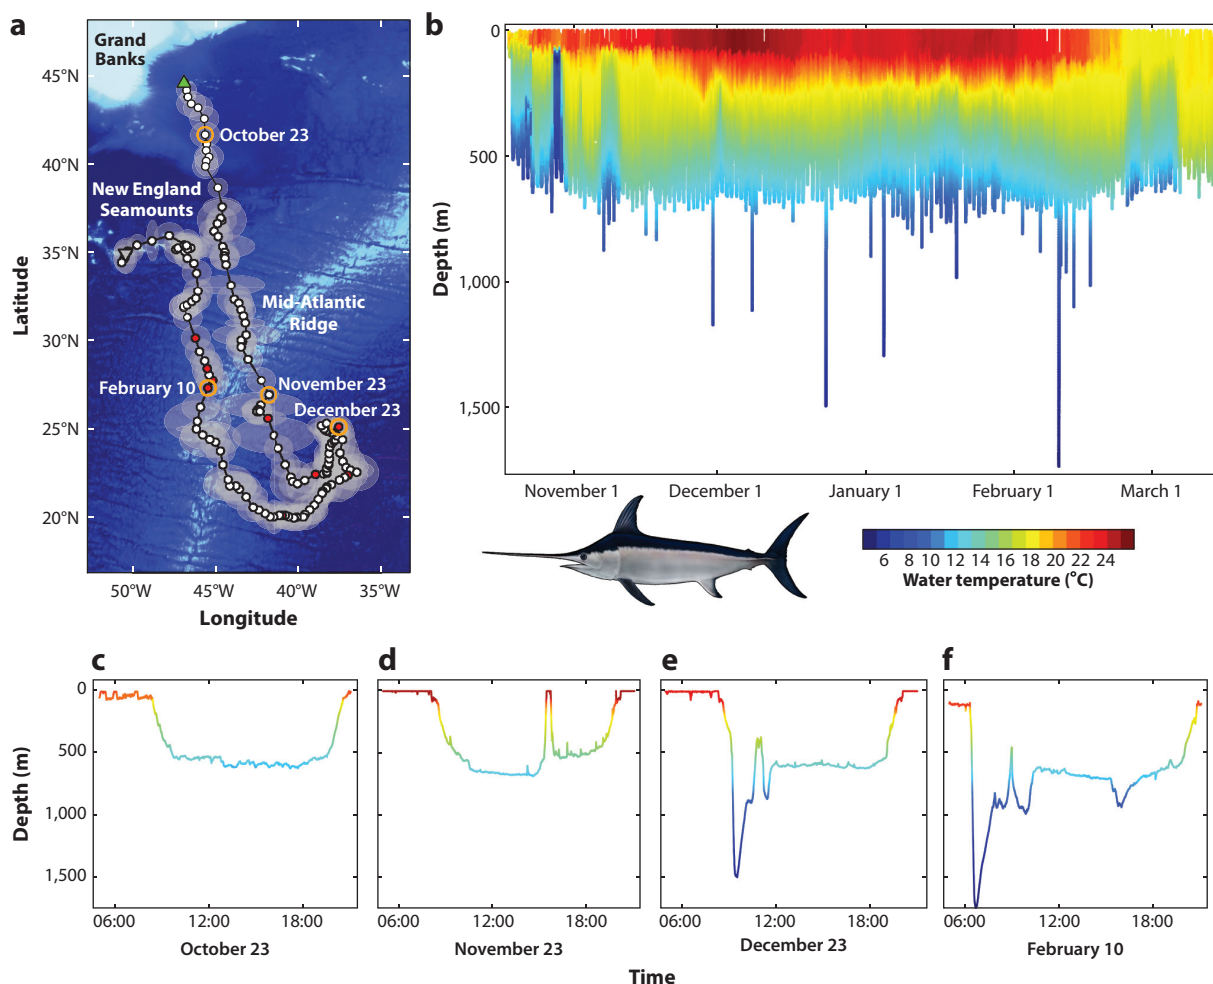 a
Grand
Banks
45°N
40°N
35°N
30°N
25°N
20°N
Latitude
October 23
New England
Seamounts
Mid-Atlantic
Ridge
February 10
November 23
December 23
50°W
45°W
40°W
35°W
Longitude
b
0
500
1,000
1,500
Depth (m)
November 1
December 1
January 1
February 1
March 1
6
8
10
12
14
16
18
20
22
24
Water temperature (°C)
c
0
500
1,000
1,500
Depth (m)
06:00
12:00
18:00
October 23
d
06:00
12:00
18:00
November 23
e
06:00
12:00
18:00
December 23
f
06:00
12:00
18:00
February 10
Time